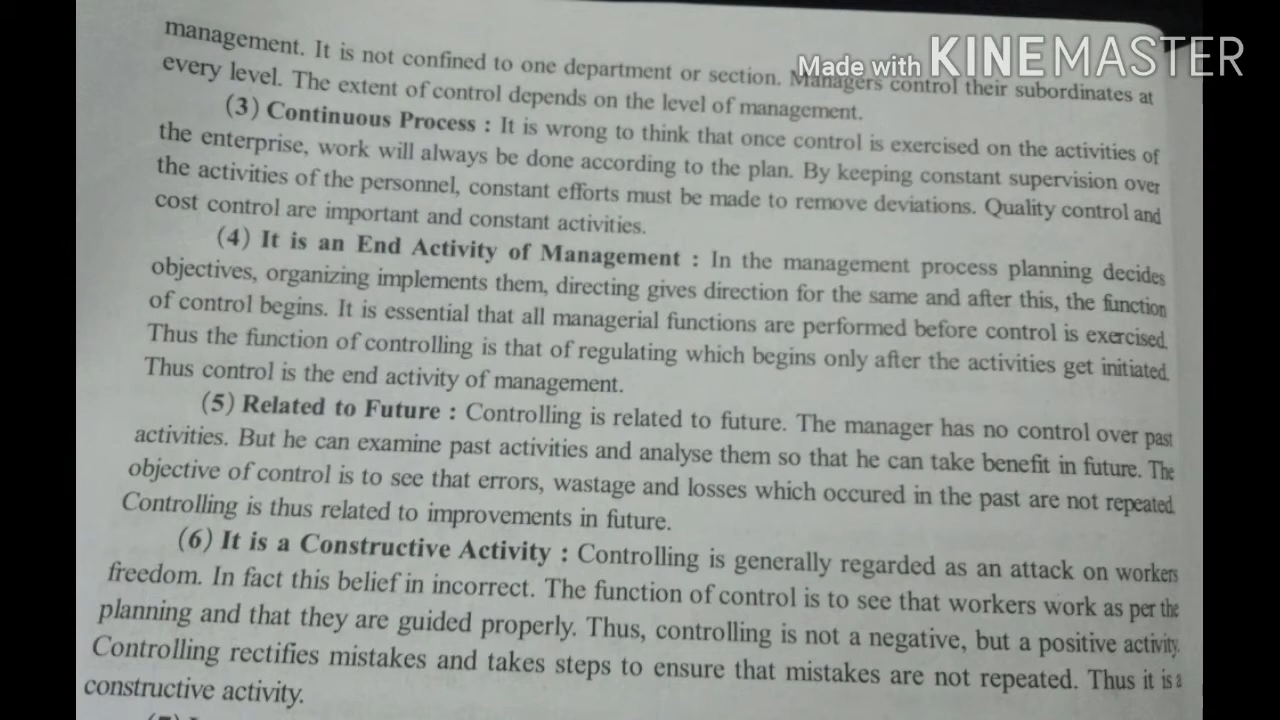 Made with KINEMASTER
management. It is not confined to one department or section. Managers control their subordinates at
every level. The extent of control depends on the level of management.
(3) Continuous Process : It is wrong to think that once control is exercised on the activities of
the enterprise, work will always be done according to the plan. By keeping constant supervision over
the activities of the personnel, constant efforts must be made to remove deviations. Quality control and
cost control are important and constant activities.
(4) It is an End Activity of Management : In the management process planning decides
objectives, organizing implements them, directing gives direction for the same and after this, the function
of control begins. It is essential that all managerial functions are performed before control is exercised.
Thus the function of controlling is that of regulating which begins only after the activities get initiated.
Thus control is the end activity of management.
(5) Related to Future : Controlling is related to future. The manager has no control over past
activities. But he can examine past activities and analyse them so that he can take benefit in future. The
objective of control is to see that errors, wastage and losses which occured in the past are not repeated.
Controlling is thus related to improvements in future.
(6) It is a Constructive Activity : Controlling is generally regarded as an attack on workers
freedom. In fact this belief in incorrect. The function of control is to see that workers work as per the
planning and that they are guided properly. Thus, controlling is not a negative, but a positive activity.
Controlling rectifies mistakes and takes steps to ensure that mistakes are not repeated. Thus it is a
constructive activity.